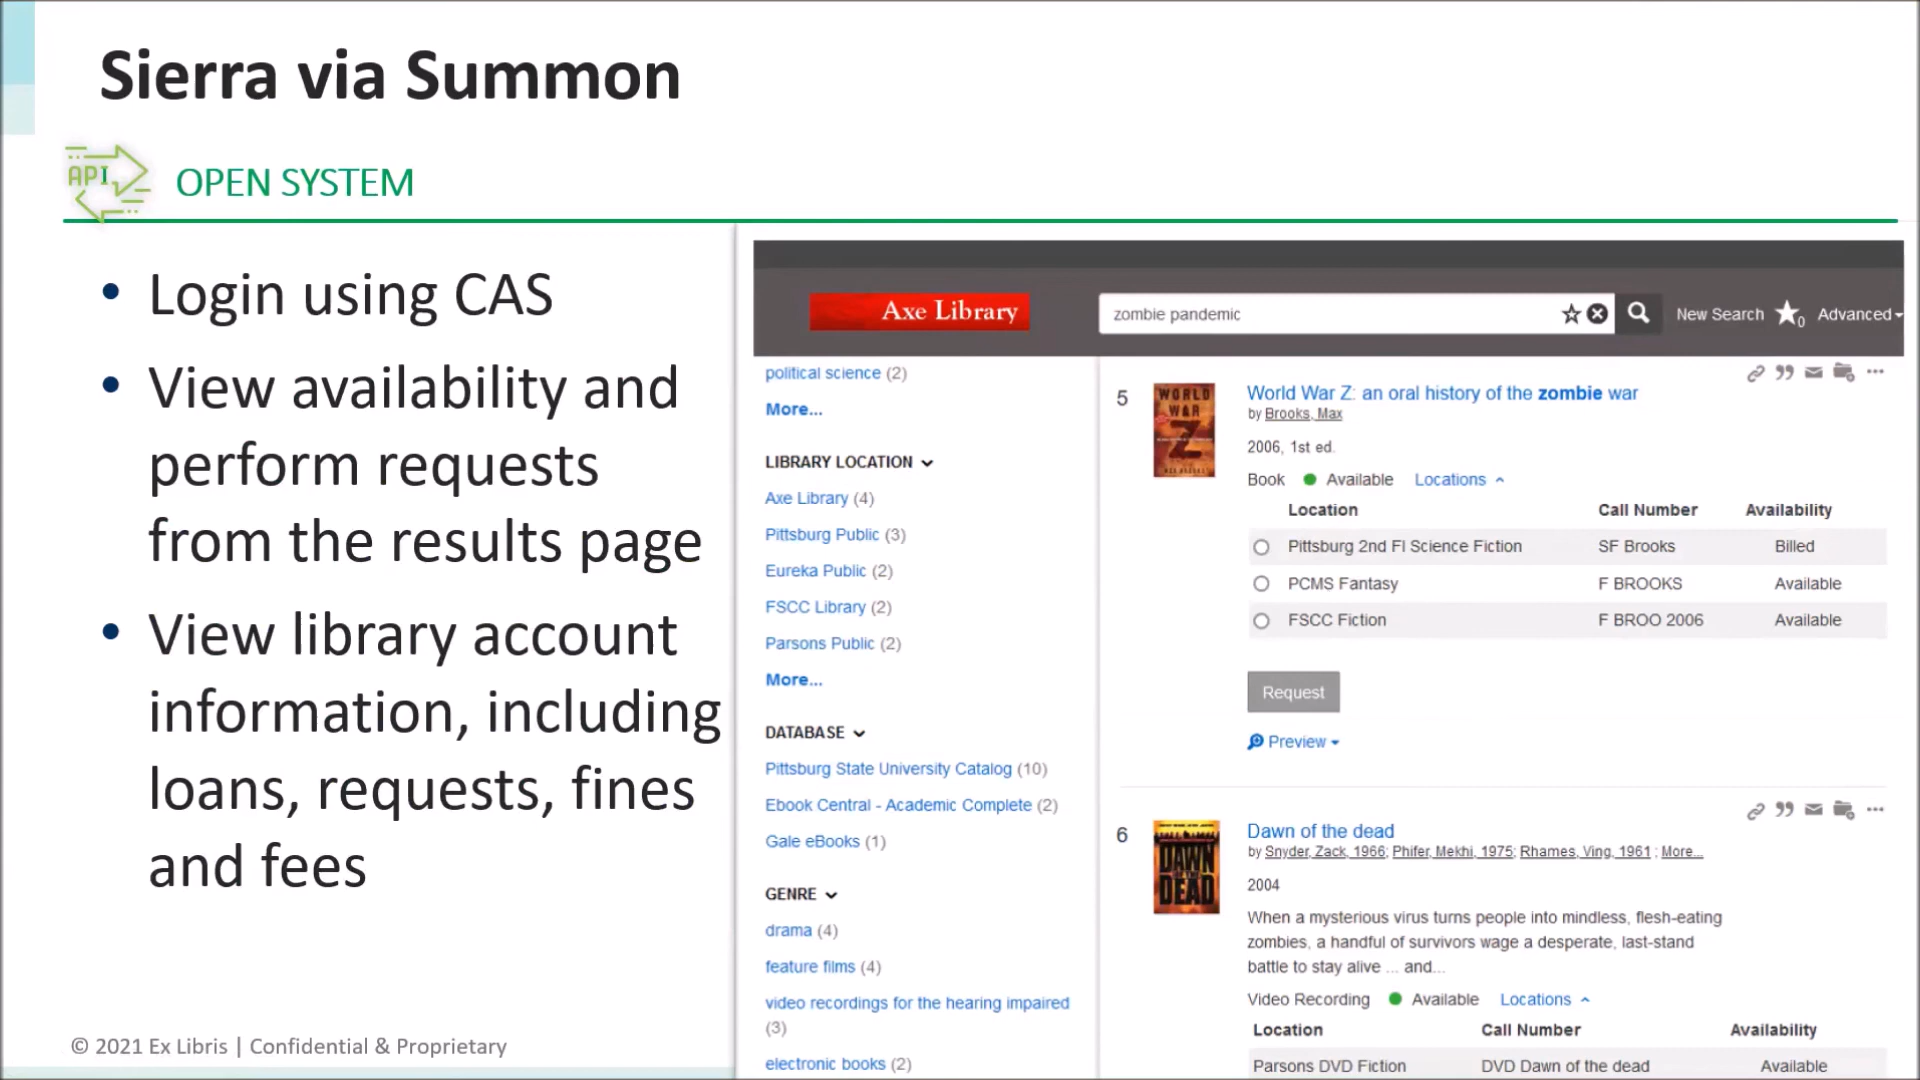 Sierra via Summon
API
OPEN SYSTEM
• Login using CAS
• View availability and
perform requests
from the results page
• View library account
information, including
loans, requests, fines
and fees
© 2021 Ex Libris | Confidential & Proprietary
Axe Library
zombie pandemic
New Search
0
Advanced
political science (2)
More...
LIBRARY LOCATION
Axe Library (4)
Pittsburg Public (3)
Eureka Public (2)
FSCC Library (2)
Parsons Public (2)
More...
DATABASE
Pittsburg State University Catalog (10)
Ebook Central - Academic Complete (2)
Gale eBooks (1)
GENRE
drama (4)
feature films (4)
video recordings for the hearing impaired
(3)
electronic books (2)
5
WORLD
WAR
Z
World War Z: an oral history of the zombie war
by Brooks, Max
2006, 1st ed.
Book Available Locations
Location Call Number Availability
Pittsburg 2nd Fl Science Fiction SF Brooks Billed
PCMS Fantasy F BROOKS Available
FSCC Fiction F BROO 2006 Available
Request
Preview
6
DAWN
DEAD
Dawn of the dead
by Snyder, Zack, 1966; Phifer, Mekhi, 1975; Rhames, Ving, 1961 ; More...
2004
When a mysterious virus turns people into mindless, flesh-eating
zombies, a handful of survivors wage a desperate, last-stand
battle to stay alive ... and...
Video Recording Available Locations
Location Call Number Availability
Parsons DVD Fiction DVD Dawn of the dead Available